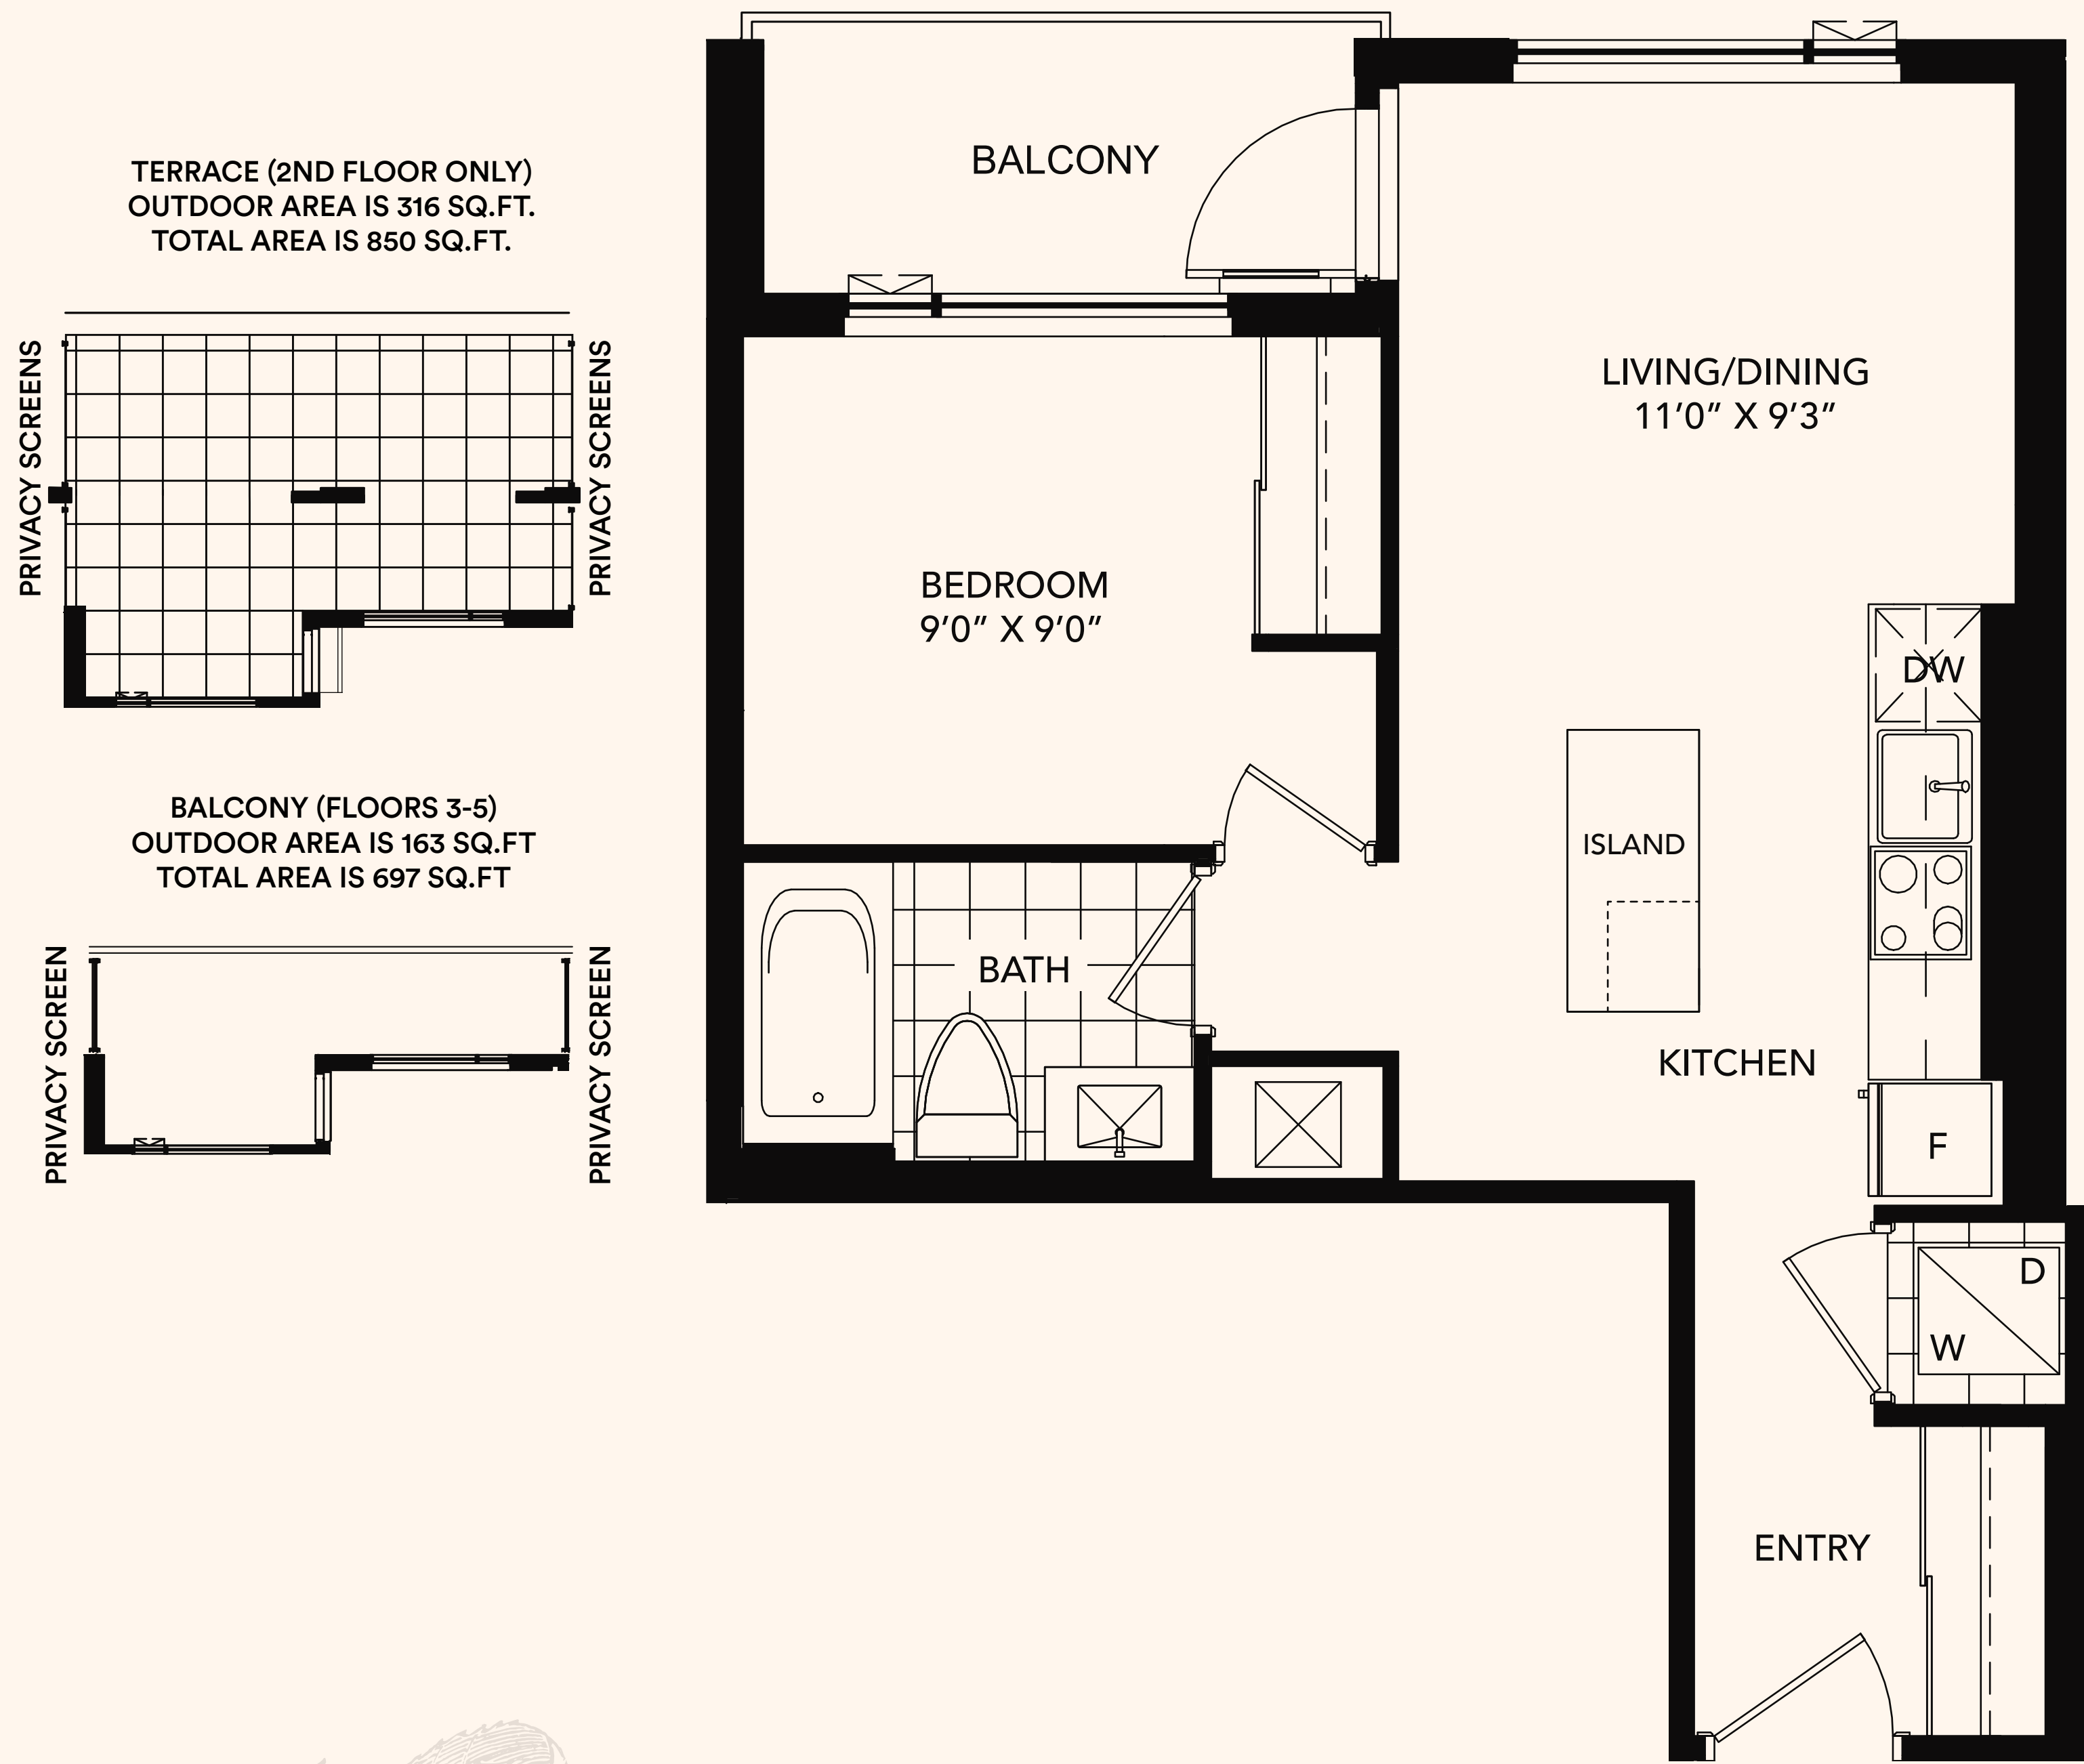 TERRACE (2ND FLOOR ONLY)
OUTDOOR AREA IS 316 SQ.FT.
TOTAL AREA IS 850 SQ.FT.
PRIVACY SCREENS
PRIVACY SCREENS
BALCONY (FLOORS 3-5)
OUTDOOR AREA IS 163 SQ.FT
TOTAL AREA IS 697 SQ.FT
PRIVACY SCREEN
PRIVACY SCREEN
BALCONY
LIVING/DINING
11’0” X 9’3”
BEDROOM
9’0” X 9’0”
DW
ISLAND
BATH
KITCHEN
F
D
W
ENTRY